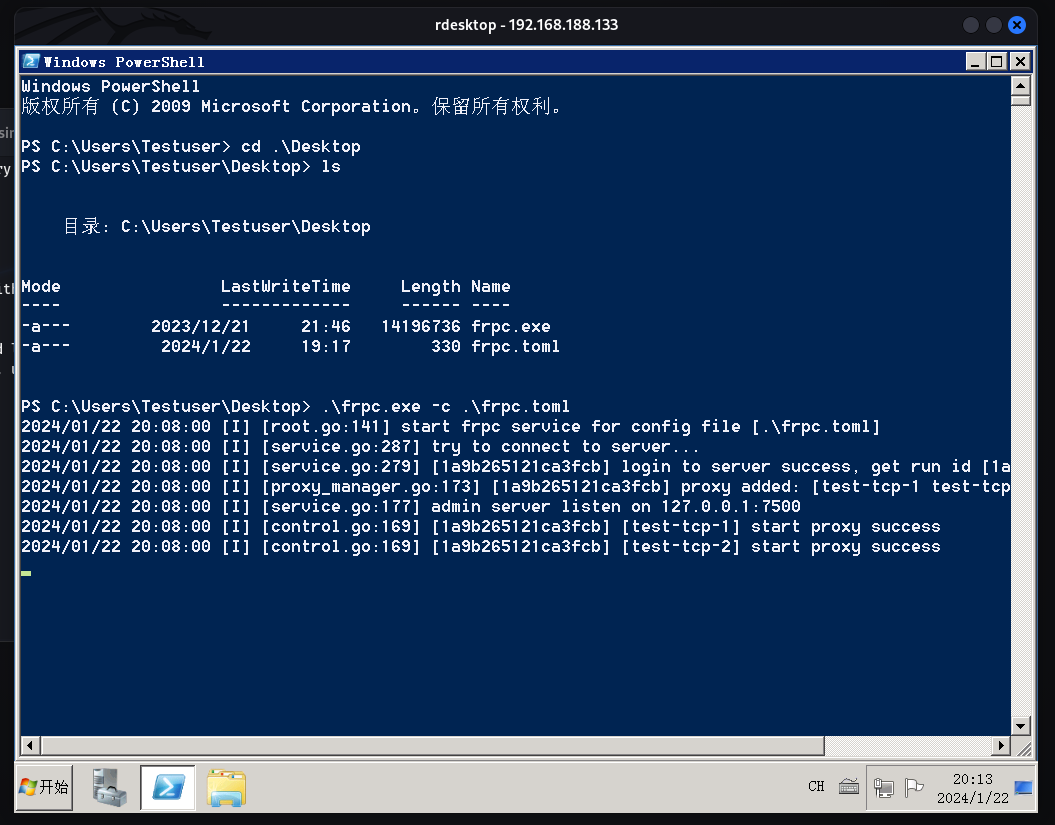 rdesktop - 192.168.188.133
Windows PowerShell
Windows PowerShell
版权所有 (C) 2009 Microsoft Corporation。保留所有权利。
PS C:\Users\Testuser> cd .\Desktop
PS C:\Users\Testuser\Desktop> ls
目录: C:\Users\Testuser\Desktop
Mode LastWriteTime Length Name
---- ------------- ------ ----
-a--- 2023/12/21 21:46 14196736 frpc.exe
-a--- 2024/1/22 19:17 330 frpc.toml
PS C:\Users\Testuser\Desktop> .\frpc.exe -c .\frpc.toml
2024/01/22 20:08:00 [I] [root.go:141] start frpc service for config file [.\frpc.toml]
2024/01/22 20:08:00 [I] [service.go:287] try to connect to server...
2024/01/22 20:08:00 [I] [service.go:279] [1a9b265121ca3fcb] login to server success, get run id [1a
2024/01/22 20:08:00 [I] [proxy_manager.go:173] [1a9b265121ca3fcb] proxy added: [test-tcp-1 test-tcp
2024/01/22 20:08:00 [I] [service.go:177] admin server listen on 127.0.0.1:7500
2024/01/22 20:08:00 [I] [control.go:169] [1a9b265121ca3fcb] [test-tcp-1] start proxy success
2024/01/22 20:08:00 [I] [control.go:169] [1a9b265121ca3fcb] [test-tcp-2] start proxy success
开始
CH
20:13
2024/1/22